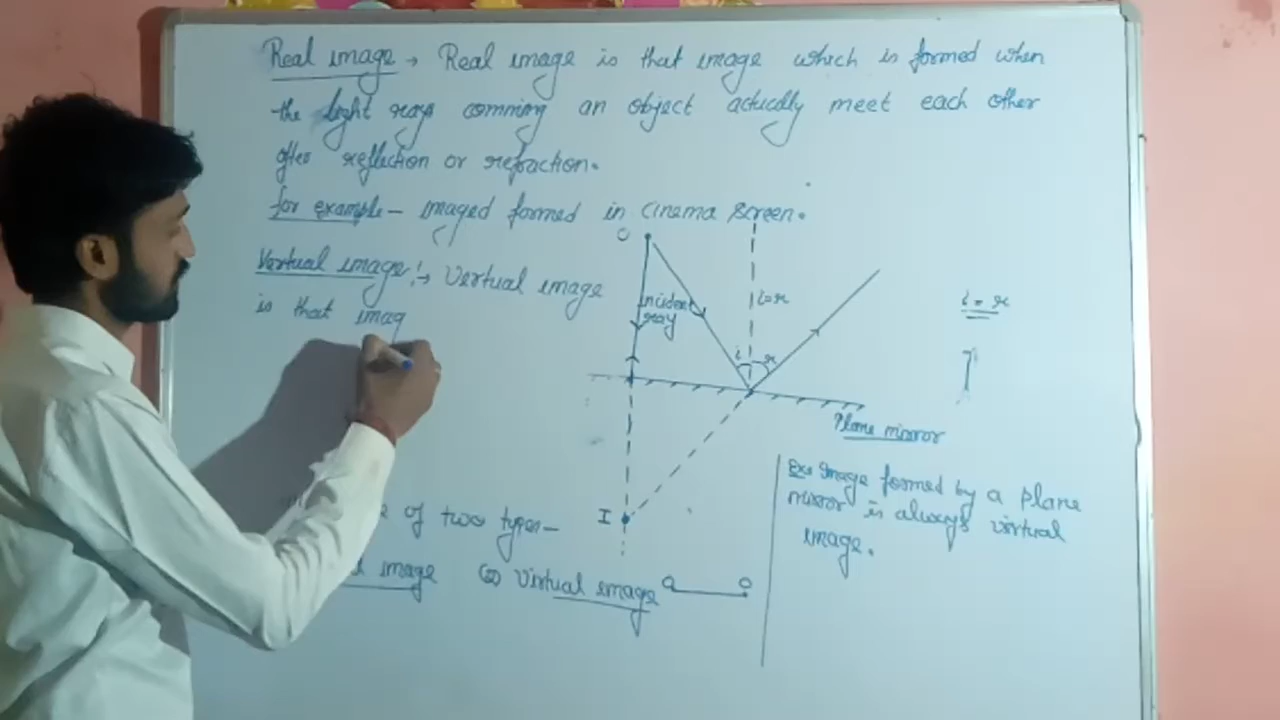 Real image → Real image is that image which is formed when
the light rays comming an object actually meet each other
after reflection or refraction.
for example - imaged formed in cinema screen.
Vertual image :→ Vertual image
is that imag
O
incident
ray
i=r
i r
i = r
Plane mirror
I
Ex: Image formed by a plane
mirror is always virtual
image.
of two types—
image (2) Virtual image